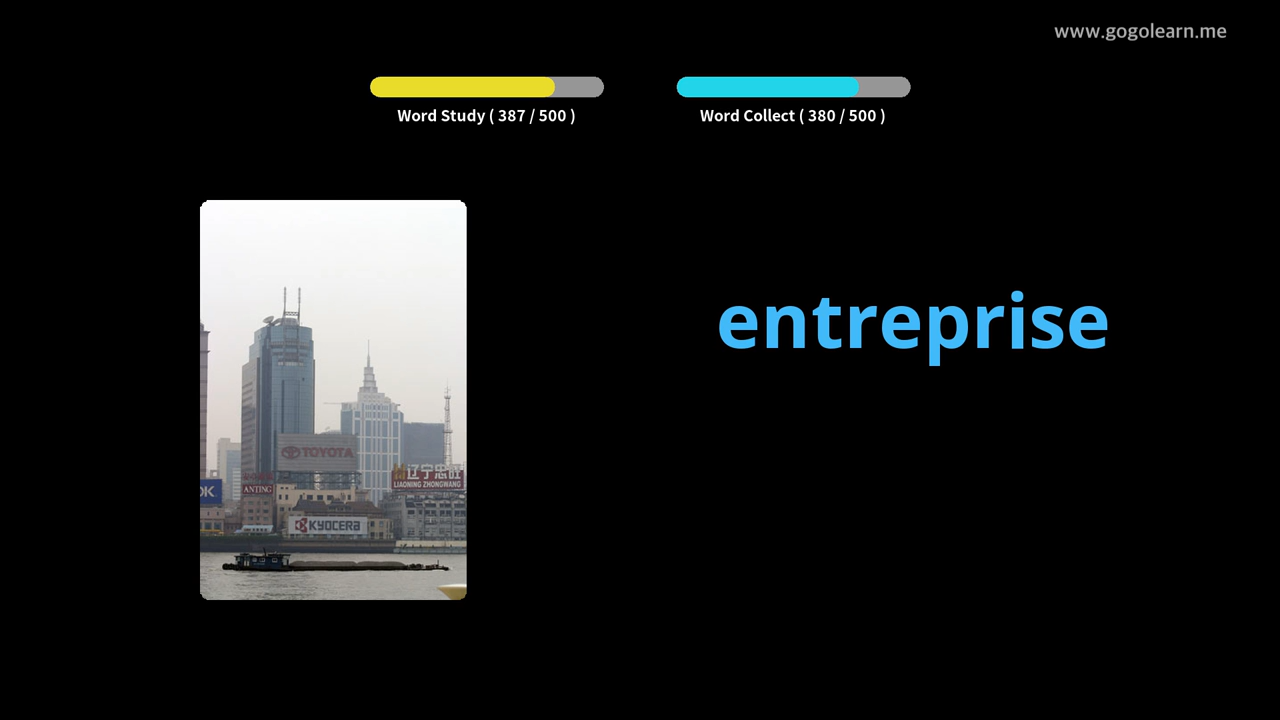 www.gogolearn.me
Word Study ( 387 / 500 )
Word Collect ( 380 / 500 )
entreprise
TOYOTA
辽宁忠旺
LIAONING ZHONGWANG
OK
ANTING
KYOCERA